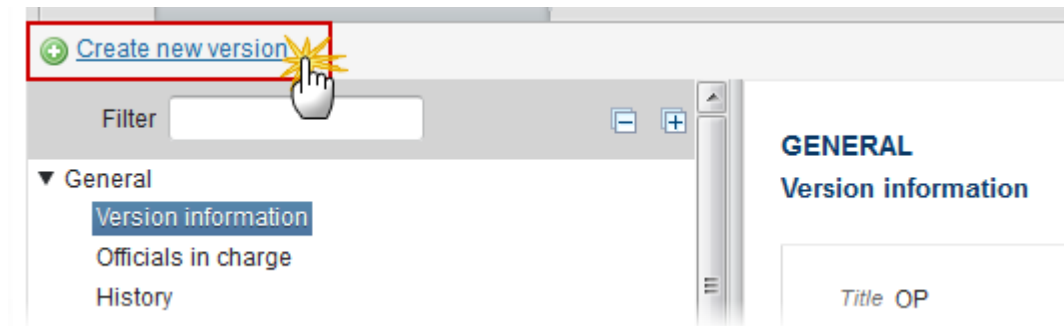 Create new version
Filter
General
Version information
Officials in charge
History
GENERAL
Version information
Title OP